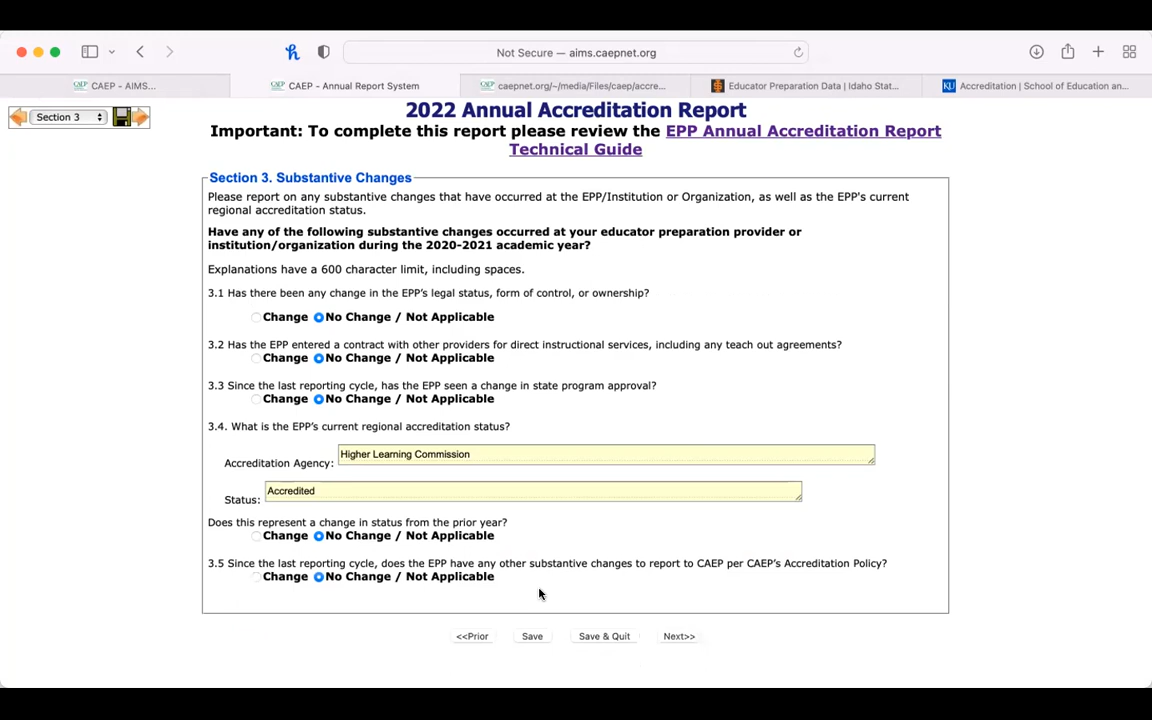 Not Secure — aims.caepnet.org
CAEP - AIMS...
CAEP - Annual Report System
caepnet.org/~/media/Files/caep/accre...
Educator Preparation Data | Idaho Stat...
KU Accreditation | School of Education an...
Section 3
2022 Annual Accreditation Report
Important: To complete this report please review the EPP Annual Accreditation Report
Technical Guide
Section 3. Substantive Changes
Please report on any substantive changes that have occurred at the EPP/Institution or Organization, as well as the EPP's current
regional accreditation status.
Have any of the following substantive changes occurred at your educator preparation provider or
institution/organization during the 2020-2021 academic year?
Explanations have a 600 character limit, including spaces.
3.1 Has there been any change in the EPP's legal status, form of control, or ownership?
Change No Change / Not Applicable
3.2 Has the EPP entered a contract with other providers for direct instructional services, including any teach out agreements?
Change No Change / Not Applicable
3.3 Since the last reporting cycle, has the EPP seen a change in state program approval?
Change No Change / Not Applicable
3.4. What is the EPP's current regional accreditation status?
Accreditation Agency: Higher Learning Commission
Status: Accredited
Does this represent a change in status from the prior year?
Change No Change / Not Applicable
3.5 Since the last reporting cycle, does the EPP have any other substantive changes to report to CAEP per CAEP's Accreditation Policy?
Change No Change / Not Applicable
<<Prior Save Save & Quit Next>>